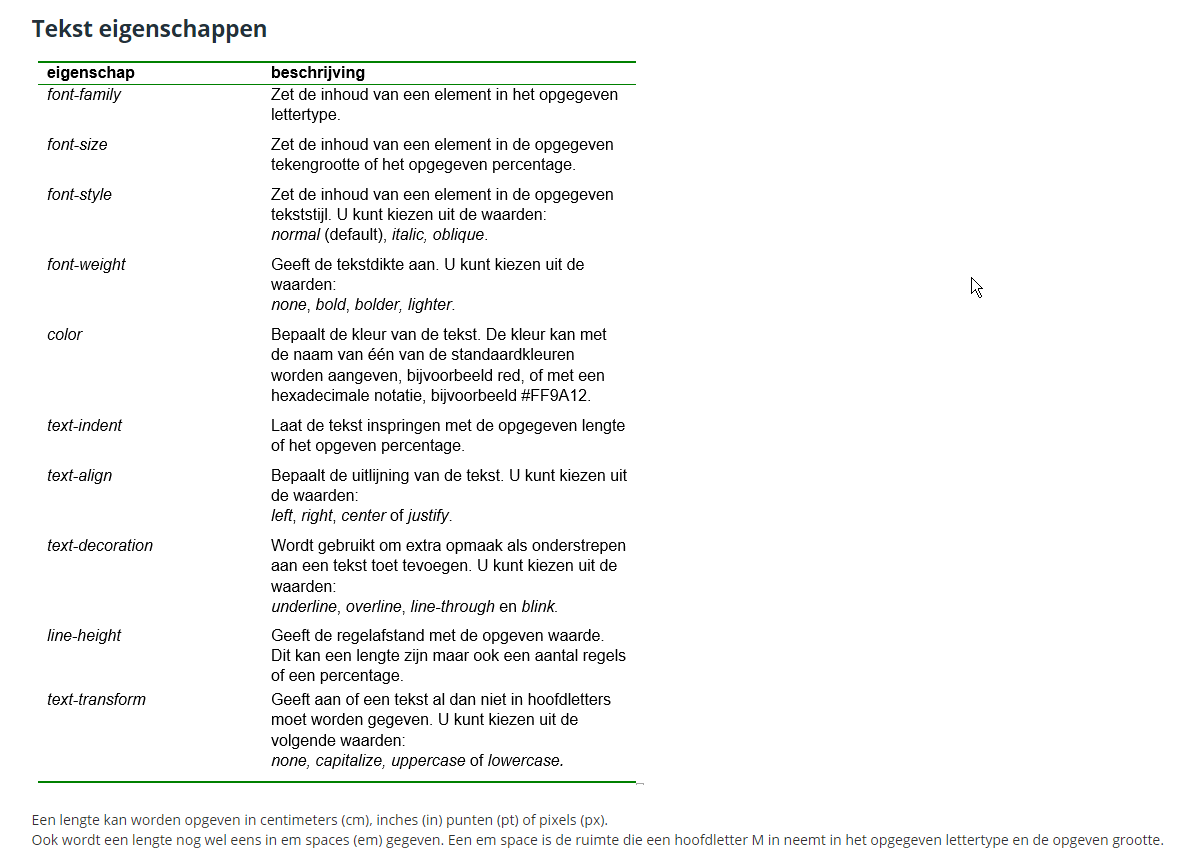 Tekst eigenschappen
eigenschap beschrijving
font-family Zet de inhoud van een element in het opgegeven
lettertype.
font-size Zet de inhoud van een element in de opgegeven
tekengrootte of het opgegeven percentage.
font-style Zet de inhoud van een element in de opgegeven
tekststijl. U kunt kiezen uit de waarden:
normal (default), italic, oblique.
font-weight Geeft de tekstdikte aan. U kunt kiezen uit de
waarden:
none, bold, bolder, lighter.
color Bepaalt de kleur van de tekst. De kleur kan met
de naam van één van de standaardkleuren
worden aangeven, bijvoorbeeld red, of met een
hexadecimale notatie, bijvoorbeeld #FF9A12.
text-indent Laat de tekst inspringen met de opgegeven lengte
of het opgeven percentage.
text-align Bepaalt de uitlijning van de tekst. U kunt kiezen uit
de waarden:
left, right, center of justify.
text-decoration Wordt gebruikt om extra opmaak als onderstrepen
aan een tekst toet tevoegen. U kunt kiezen uit de
waarden:
underline, overline, line-through en blink.
line-height Geeft de regelafstand met de opgeven waarde.
Dit kan een lengte zijn maar ook een aantal regels
of een percentage.
text-transform Geeft aan of een tekst al dan niet in hoofdletters
moet worden gegeven. U kunt kiezen uit de
volgende waarden:
none, capitalize, uppercase of lowercase.
Een lengte kan worden opgeven in centimeters (cm), inches (in) punten (pt) of pixels (px).
Ook wordt een lengte nog wel eens in em spaces (em) gegeven. Een em space is de ruimte die een hoofdletter M in neemt in het opgegeven lettertype en de opgeven grootte.